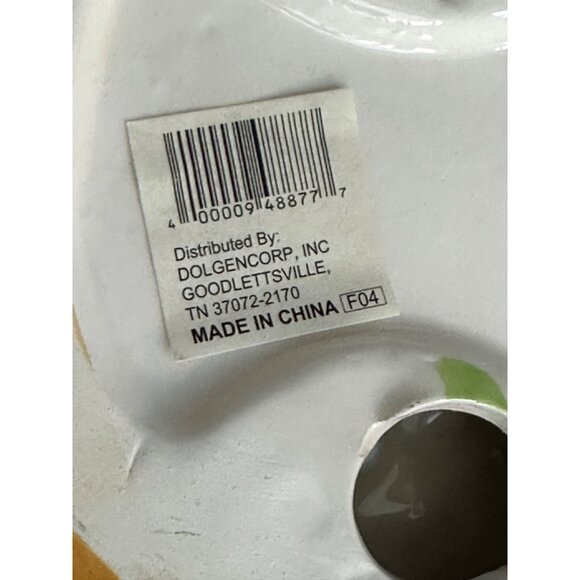 4 00009 48877 7
Distributed By:
DOLGENCORP, INC
GOODLETTSVILLE,
TN 37072-2170
MADE IN CHINA F04